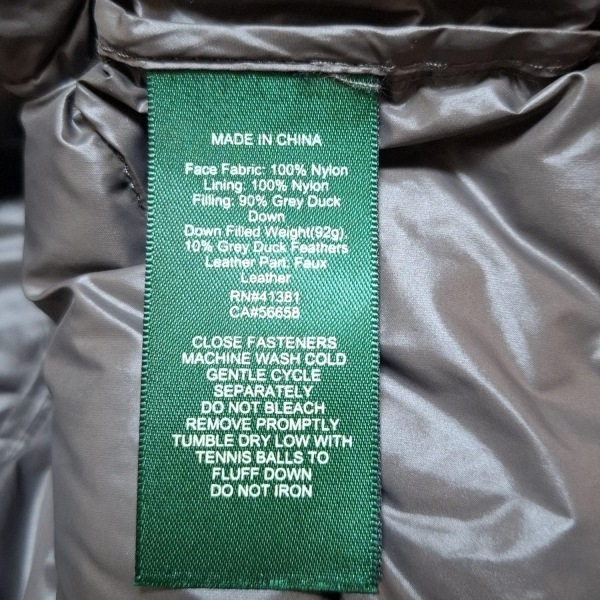 MADE IN CHINA
Face Fabric: 100% Nylon
Lining: 100% Nylon
Filling: 90% Grey Duck
Down
Down Filled Weight(92g)
10% Grey Duck Feathers
Leather Part: Faux
Leather
RN#41381
CA#56658
CLOSE FASTENERS
MACHINE WASH COLD
GENTLE CYCLE
SEPARATELY
DO NOT BLEACH
REMOVE PROMPTLY
TUMBLE DRY LOW WITH
TENNIS BALLS TO
FLUFF DOWN
DO NOT IRON